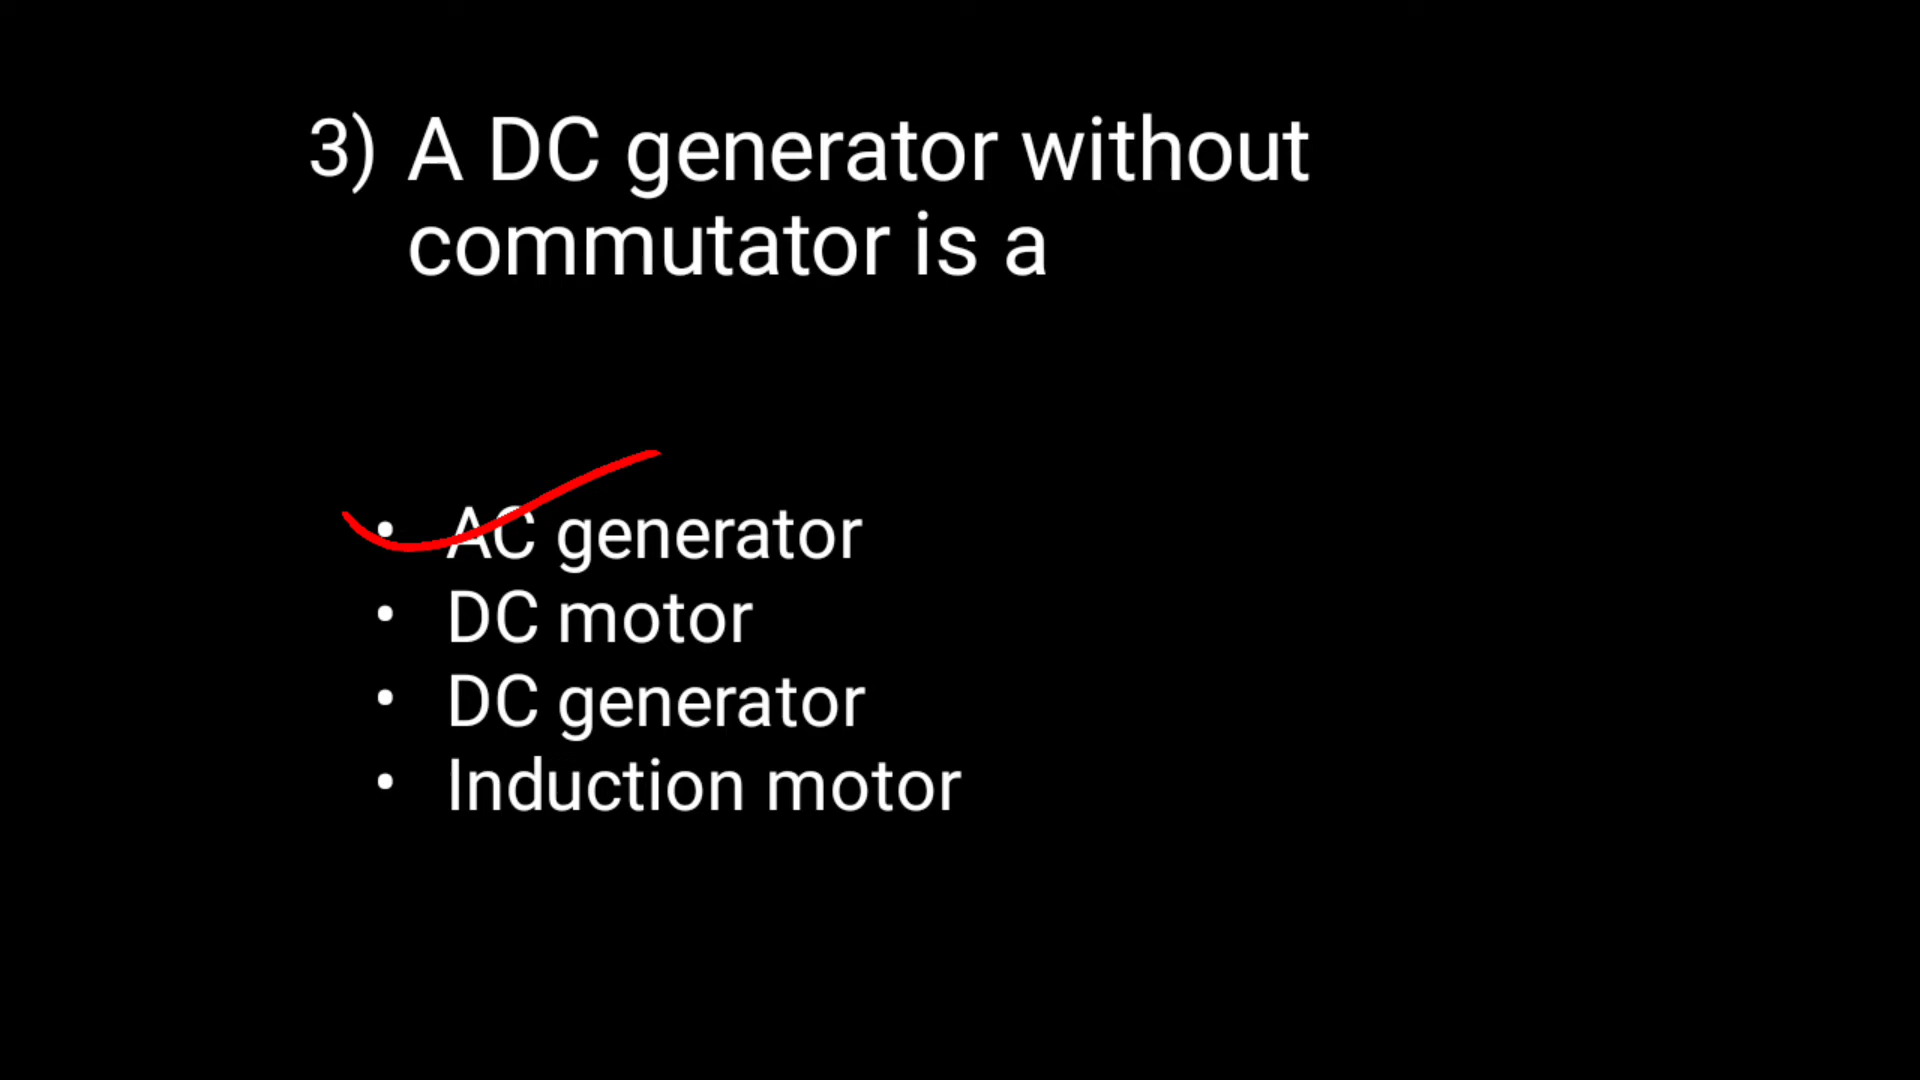 3) A DC generator without
commutator is a
• AC generator
• DC motor
• DC generator
• Induction motor